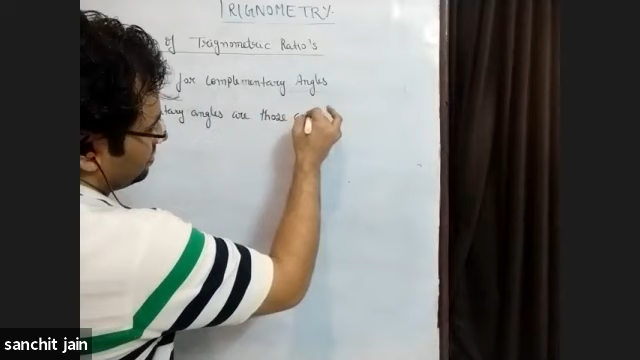 TRIGNOMETRY.
of Trignometric Ratio's
for Complementary Angles
tary angles are those
sanchit jain